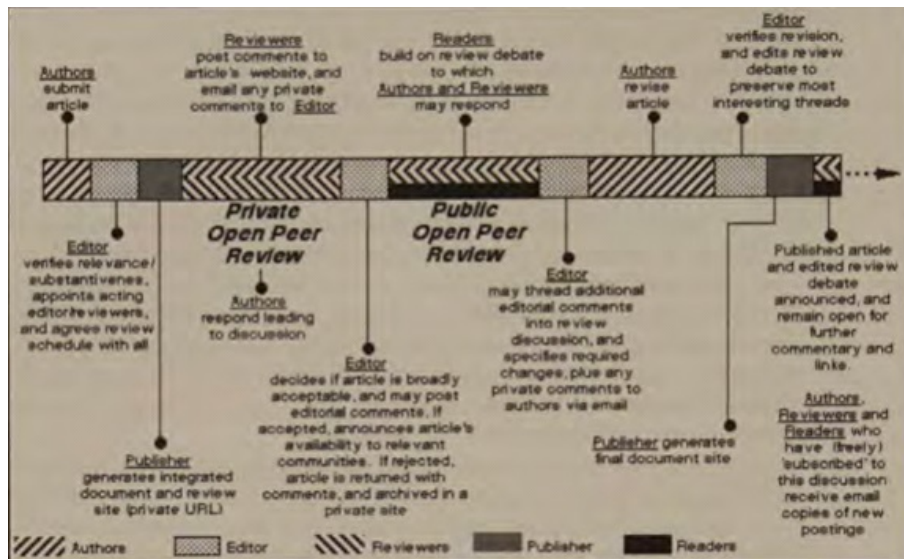 Authors
submit
article
Reviewers
post comments to
article's website, and
email any private
comments to Editor
Readers
build on review debate
to which
Authors and Reviewers
may respond
Authors
revise
article
Editor
verifies revision,
and edits review
debate to
preserve most
interesting threads
Private
Open Peer
Review
Public
Open Peer
Review
Editor
verifies relevance/
substantivenes,
appoints acting
editor/reviewers,
and agrees review
schedule with all
Authors
respond leading
to discussion
Publisher
generates integrated
document and review
site (private URL)
Editor
decides if article is broadly
acceptable, and may post
editorial comments. If
accepted, announces article's
availability to relevant
communities. If rejected,
article is returned with
comments, and archived in a
private site
Editor
may thread additional
editorial comments
into review
discussion, and
specifies required
changes, plus any
private comments to
authors via email
Publisher generates
final document site
Published article
and edited review
debate
announced, and
remain open for
further
commentary and
links.
Authors,
Reviewers and
Readers who
have (freely)
'subscribed' to
this discussion
receive email
copies of new
postings
Authors
Editor
Reviewers
Publisher
Readers